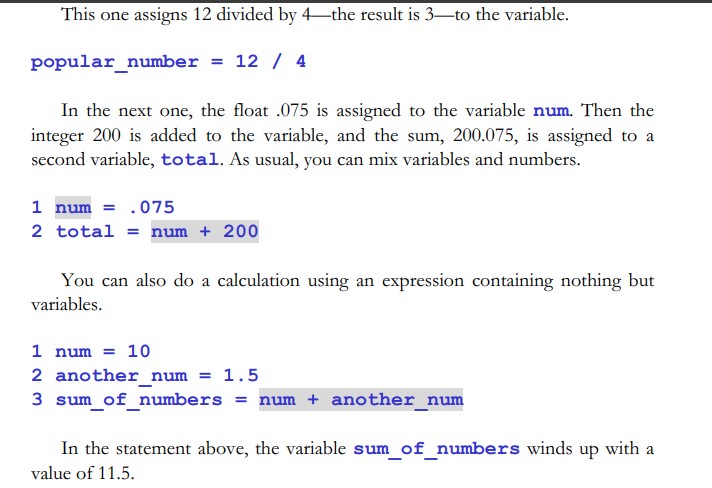 This one assigns 12 divided by 4—the result is 3—to the variable.
popular_number = 12 / 4
In the next one, the float .075 is assigned to the variable num. Then the
integer 200 is added to the variable, and the sum, 200.075, is assigned to a
second variable, total. As usual, you can mix variables and numbers.
1 num = .075
2 total = num + 200
You can also do a calculation using an expression containing nothing but
variables.
1 num = 10
2 another_num = 1.5
3 sum_of_numbers = num + another_num
In the statement above, the variable sum_of_numbers winds up with a
value of 11.5.